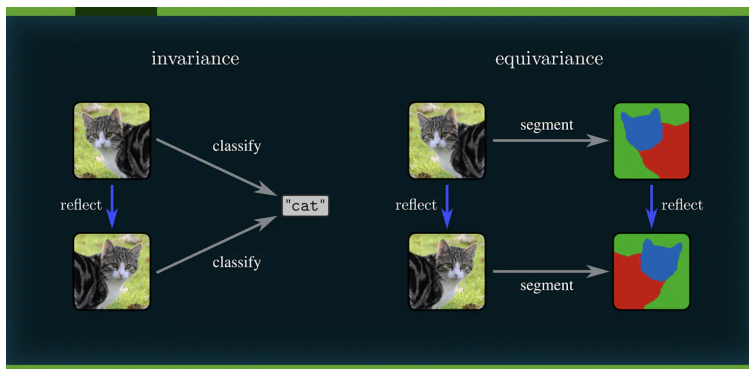 invariance
classify
reflect
"cat"
classify
equivariance
segment
reflect
reflect
segment